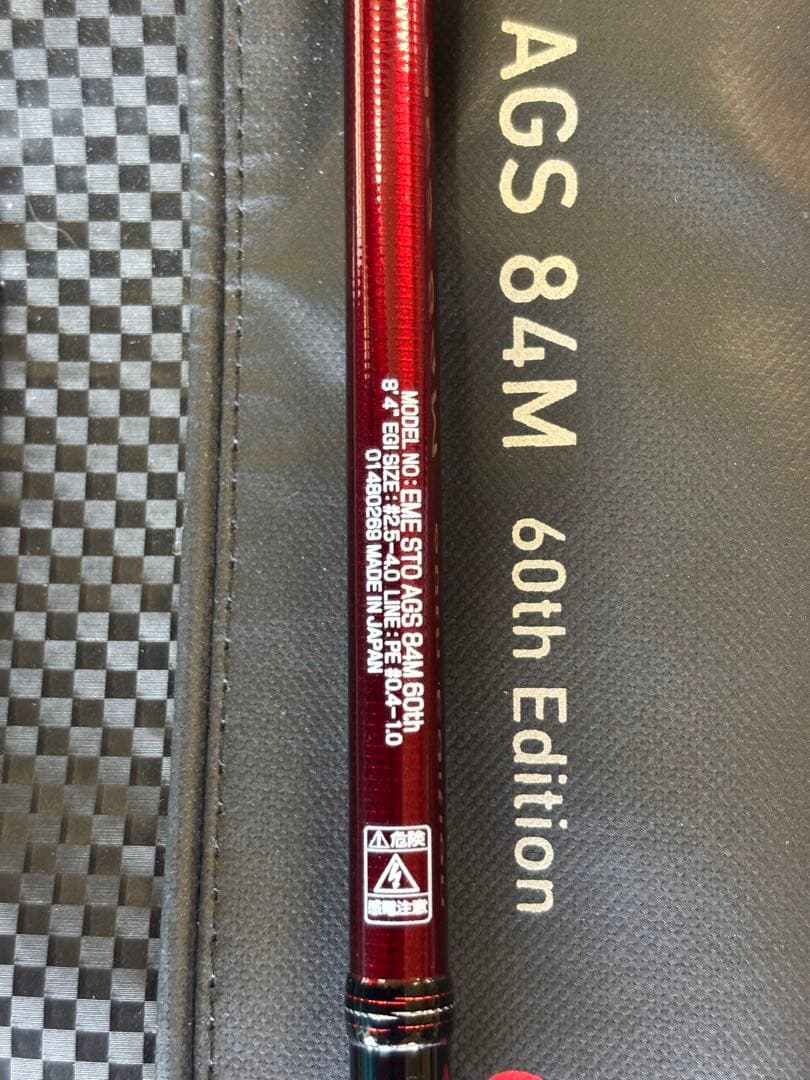 AGS 84M 60th Edition
MODEL NO:EME STO AGS 84M 60th
8'4" EGI SIZE:#2.5-4.0 LINE:PE #0.4-1.0
01480269 MADE IN JAPAN
危険
感電注意